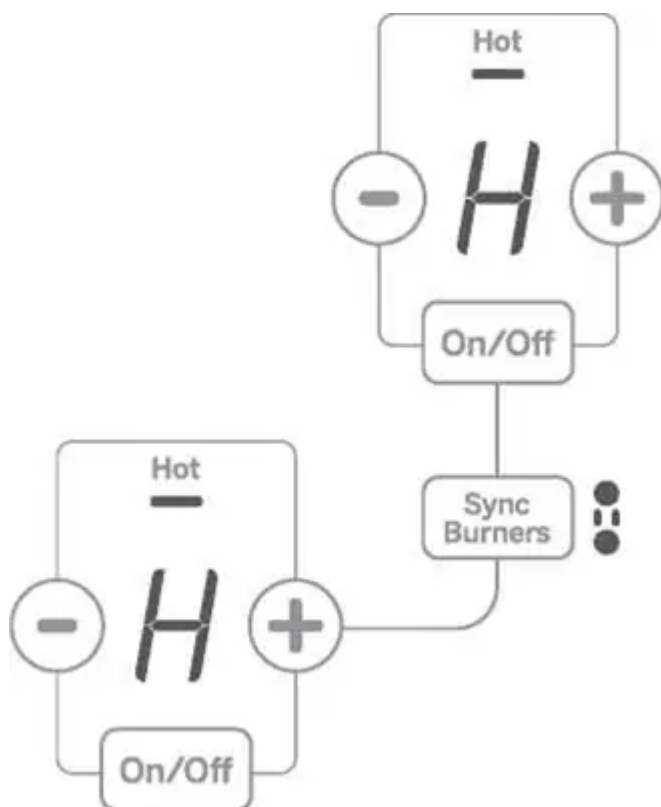 Hot
H
- +
On/Off
Sync
Burners
Hot
H
- +
On/Off